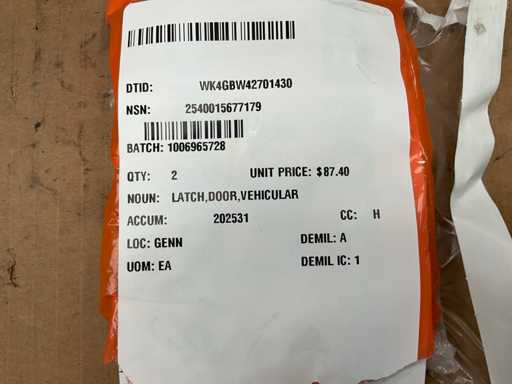 DTID: WK4GBW42701430
NSN: 2540015677179
BATCH: 1006965728
QTY: 2 UNIT PRICE: $87.40
NOUN: LATCH,DOOR,VEHICULAR
ACCUM: 202531 CC: H
LOC: GENN DEMIL: A
UOM: EA DEMIL IC: 1